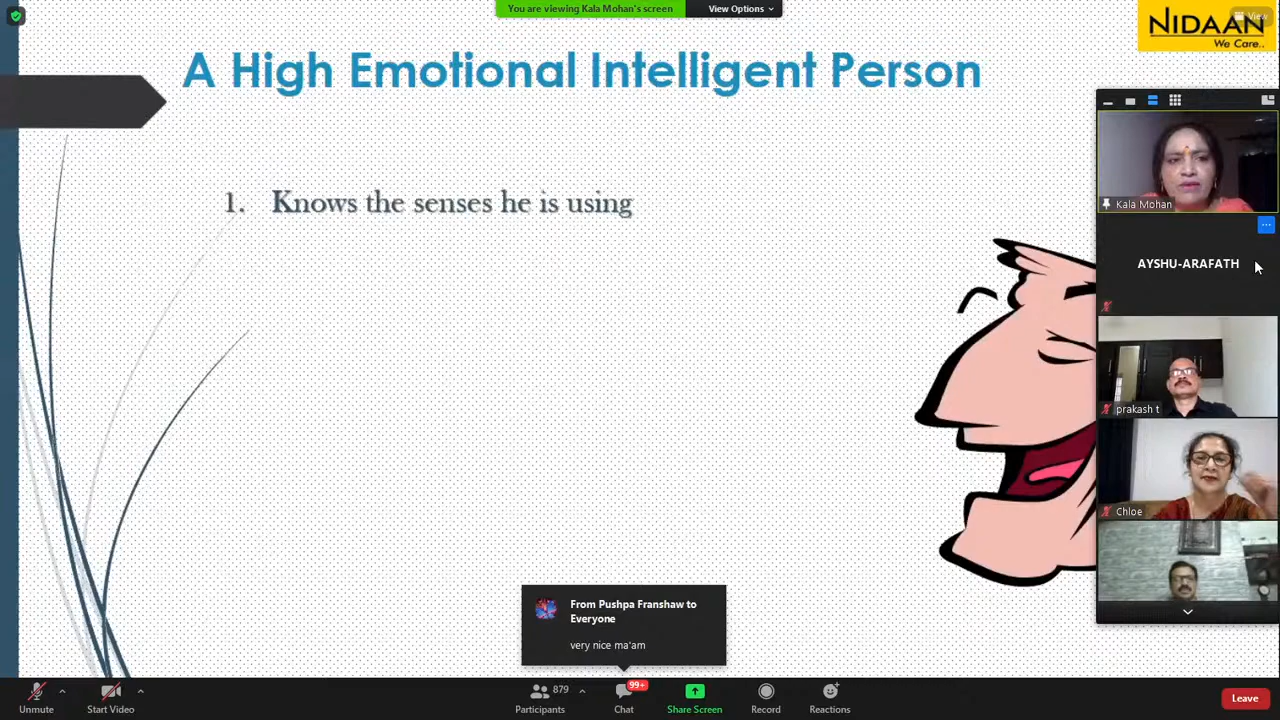 You are viewing Kala Mohan's screen
View Options
NIDAAN
We Care..
View
A High Emotional Intelligent Person
1. Knows the senses he is using
Kala Mohan
AYSHU-ARAFATH
prakash t
Chloe
From Pushpa Franshaw to
Everyone
very nice ma'am
Unmute
Start Video
879
Participants
99+
Chat
Share Screen
Record
Reactions
Leave